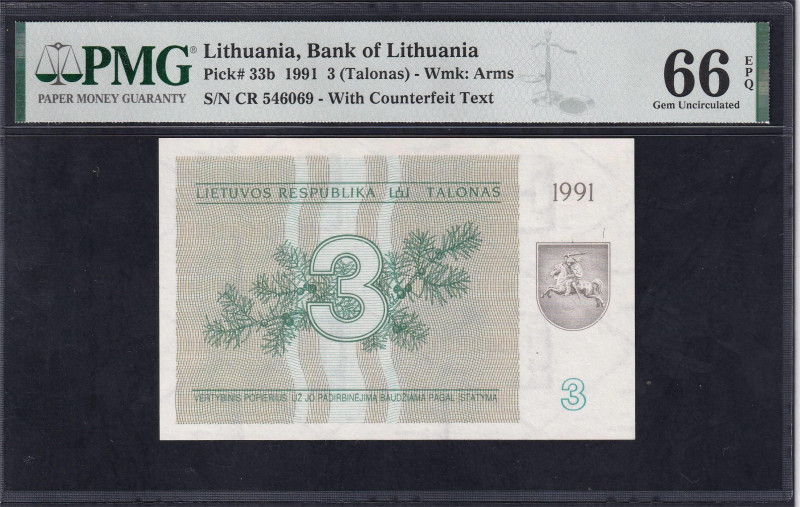 PMG®
PAPER MONEY GUARANTY
Lithuania, Bank of Lithuania
Pick# 33b 1991 3 (Talonas) - Wmk: Arms
S/N CR 546069 - With Counterfeit Text
66 EPQ
Gem Uncirculated
LIETUVOS RESPUBLIKA LMI TALONAS
1991
3
VERTYBINIS POPIERIUS. UŽ JO PADIRBINĖJIMĄ BAUDŽIAMA PAGAL ĮSTATYMĄ
3